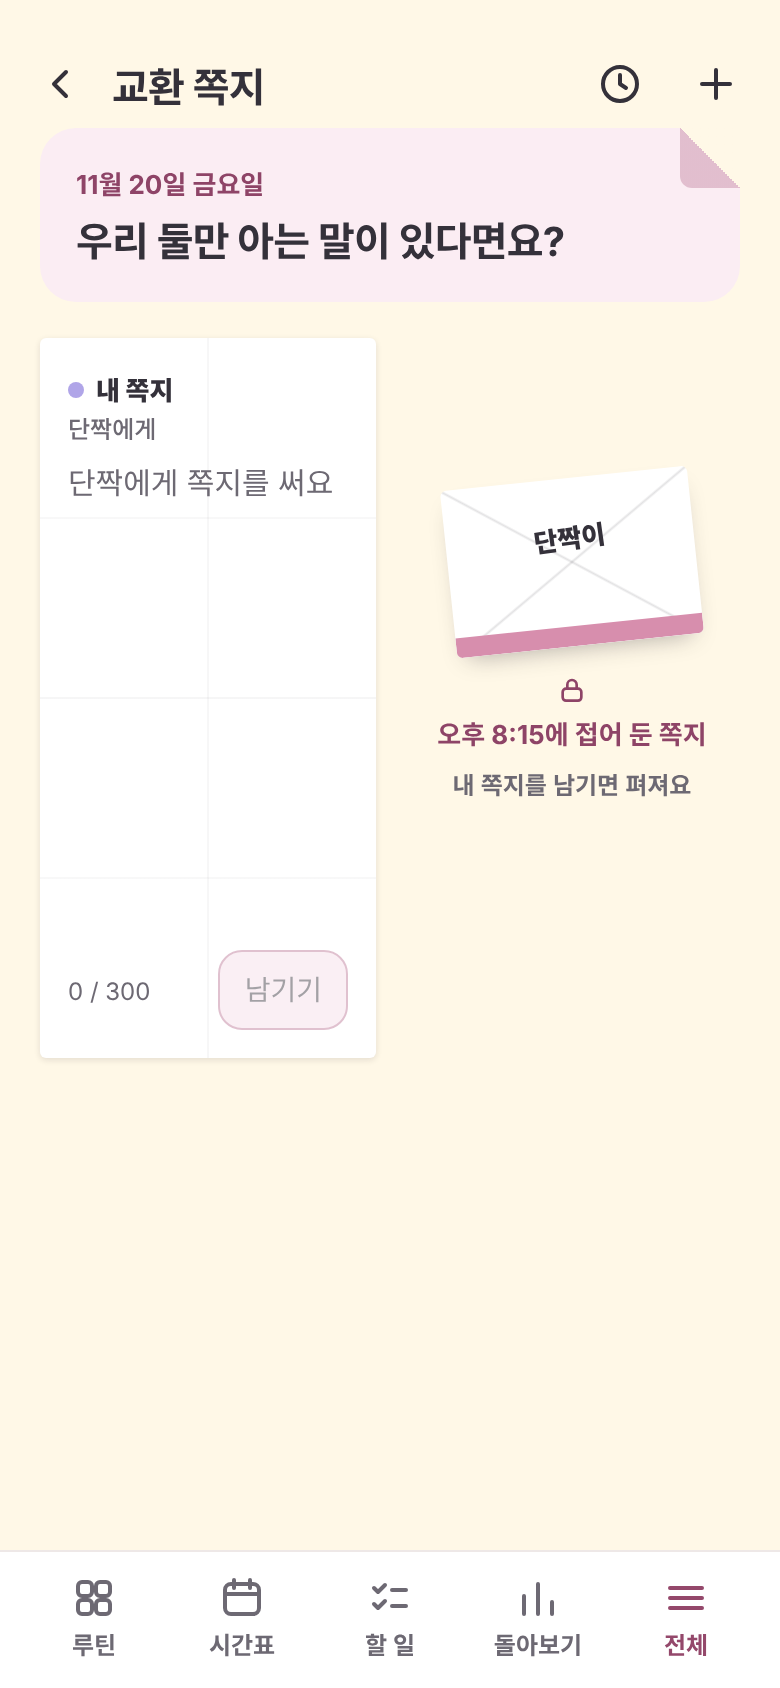 교환 쪽지
11월 20일 금요일
우리 둘만 아는 말이 있다면요?
내 쪽지
단짝에게
단짝에게 쪽지를 써요
0 / 300
남기기
단짝이
오후 8:15에 접어 둔 쪽지
내 쪽지를 남기면 펴져요
루틴
시간표
할 일
돌아보기
전체